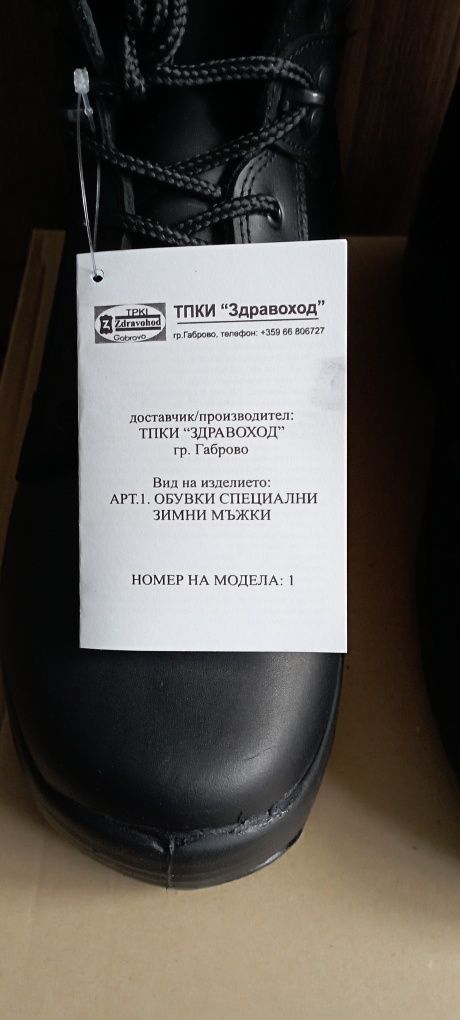 TPKI
Z Zdravohod
Gobrovo
ТПКИ “Здравоход”
гр.Габрово, телефон: +359 66 806727
доставчик/производител:
ТПКИ “ЗДРАВОХОД”
гр. Габрово
Вид на изделието:
АРТ.1. ОБУВКИ СПЕЦИАЛНИ
ЗИМНИ МЪЖКИ
НОМЕР НА МОДЕЛА: 1